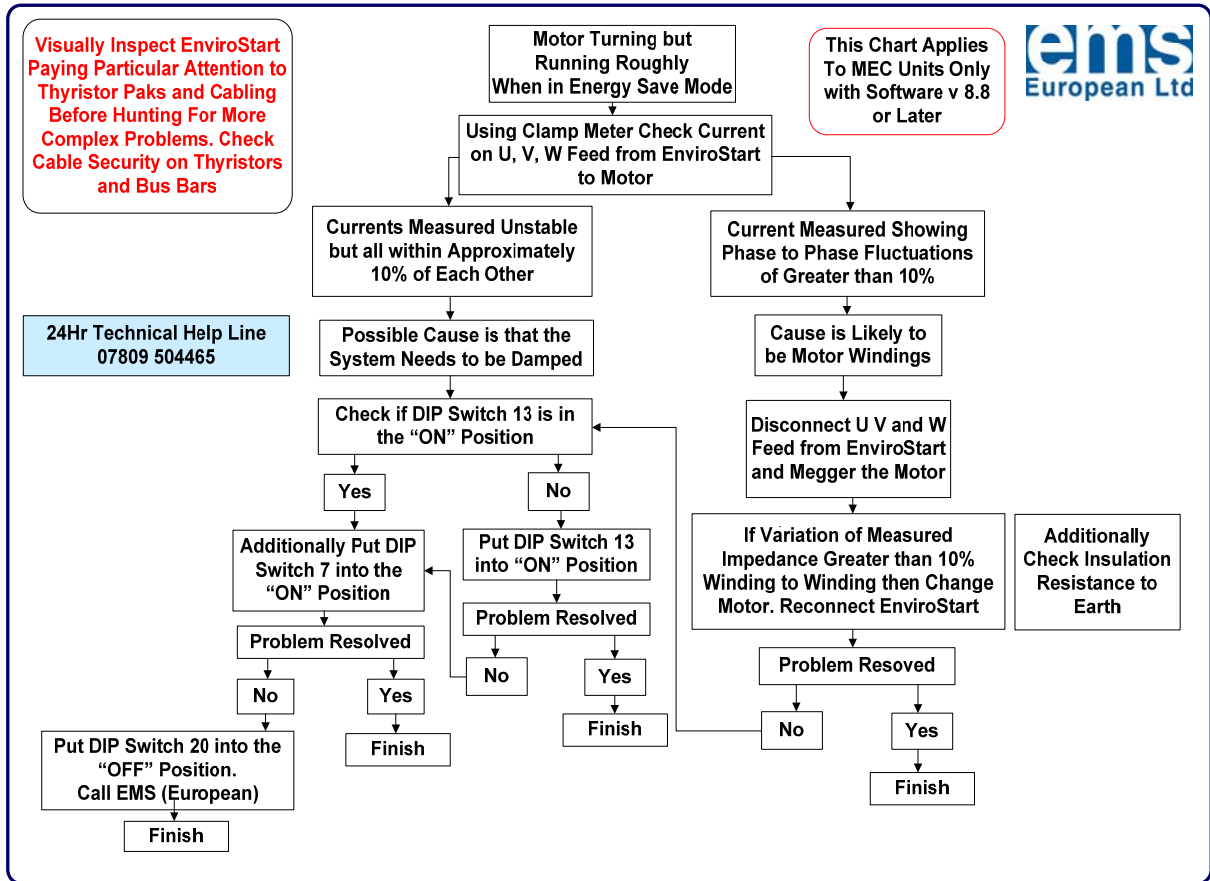 Visually Inspect EnviroStart
Paying Particular Attention to
Thyristor Paks and Cabling
Before Hunting For More
Complex Problems. Check
Cable Security on Thyristors
and Bus Bars
Motor Turning but
Running Roughly
When in Energy Save Mode
This Chart Applies
To MEC Units Only
with Software v 8.8
or Later
ems
European Ltd
Using Clamp Meter Check Current
on U, V, W Feed from EnviroStart
to Motor
Currents Measured Unstable
but all within Approximately
10% of Each Other
Current Measured Showing
Phase to Phase Fluctuations
of Greater than 10%
24Hr Technical Help Line
07809 504465
Possible Cause is that the
System Needs to be Damped
Cause is Likely to
be Motor Windings
Check if DIP Switch 13 is in
the “ON” Position
Disconnect U V and W
Feed from EnviroStart
and Megger the Motor
Yes
No
Additionally Put DIP
Switch 7 into the
“ON” Position
Put DIP Switch 13
into “ON” Position
If Variation of Measured
Impedance Greater than 10%
Winding to Winding then Change
Motor. Reconnect EnviroStart
Additionally
Check Insulation
Resistance to
Earth
Problem Resolved
Problem Resolved
Problem Resoved
No
Yes
No
Yes
No
Yes
Finish
Finish
Finish
Put DIP Switch 20 into the
“OFF” Position.
Call EMS (European)
Finish